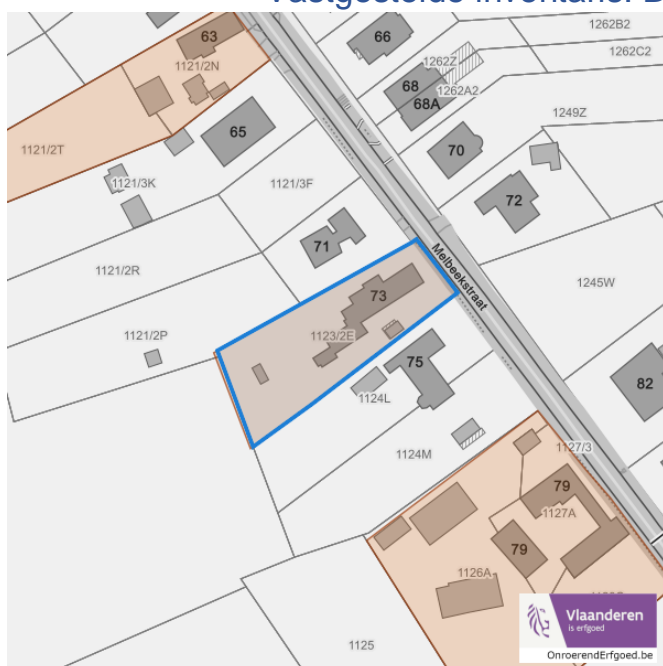 Vastgestelde Inventaris: B
63
1121/2N
66
1262B2
1262Z
1262C2
68
68A
1262A2
65
1249Z
70
1121/2T
1121/3K
1121/3F
72
71
Melbeekstraat
1121/2R
1245W
73
1121/2P
1123/2E
75
82
1124L
1124M
1127/3
79
1127A
79
1126A
1125
Vlaanderen
is erfgoed
OnroerendErfgoed.be